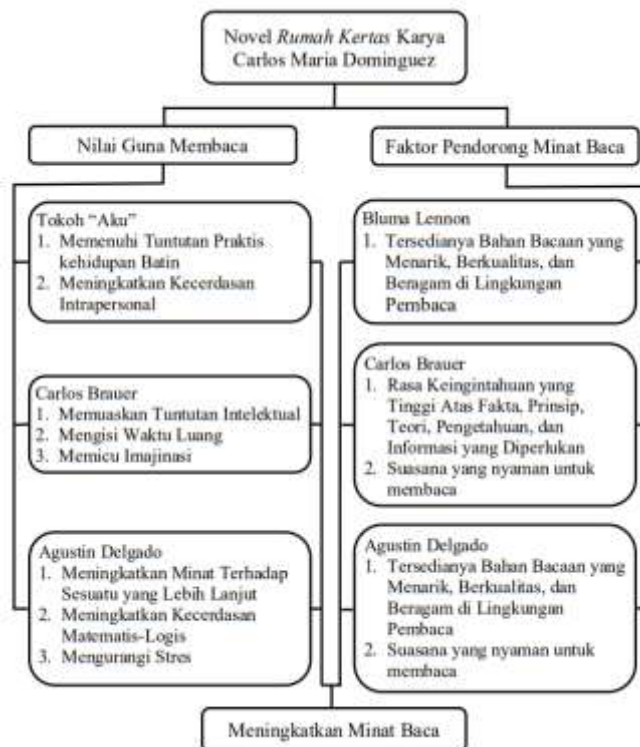 Novel Rumah Kertas Karya
Carlos Maria Dominguez
Nilai Guna Membaca
Faktor Pendorong Minat Baca
Tokoh “Aku”
1. Memenuhi Tuntutan Praktis
kehidupan Batin
2. Meningkatkan Kecerdasan
Intrapersonal
Carlos Brauer
1. Memuaskan Tuntutan Intelektual
2. Mengisi Waktu Luang
3. Memicu Imajinasi
Agustin Delgado
1. Meningkatkan Minat Terhadap
Sesuatu yang Lebih Lanjut
2. Meningkatkan Kecerdasan
Matematis-Logis
3. Mengurangi Stres
Bluma Lennon
1. Tersedianya Bahan Bacaan yang
Menarik, Berkualitas, dan
Beragam di Lingkungan
Pembaca
Carlos Brauer
1. Rasa Keingintahuan yang
Tinggi Atas Fakta, Prinsip,
Teori, Pengetahuan, dan
Informasi yang Diperlukan
2. Suasana yang nyaman untuk
membaca
Agustin Delgado
1. Tersedianya Bahan Bacaan yang
Menarik, Berkualitas, dan
Beragam di Lingkungan
Pembaca
2. Suasana yang nyaman untuk
membaca
Meningkatkan Minat Baca